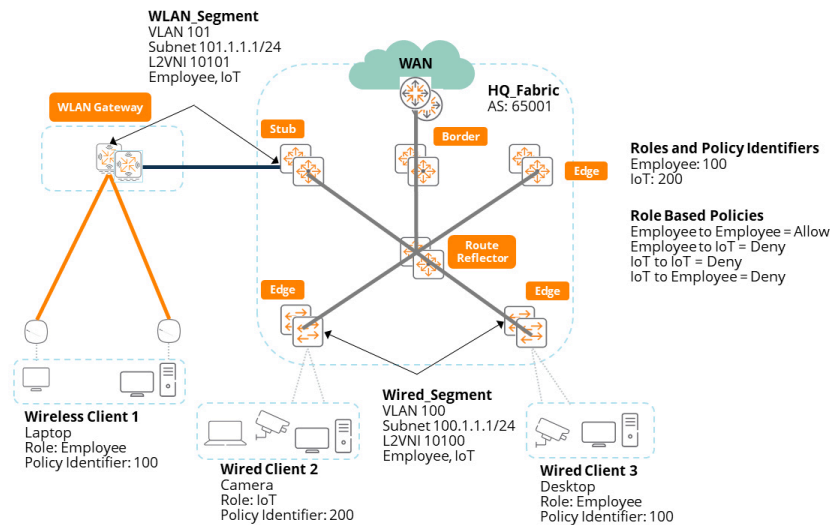 WLAN_Segment
VLAN 101
Subnet 101.1.1.1/24
L2VNI 10101
Employee, IoT
WAN
HQ_Fabric
AS: 65001
WLAN Gateway
Stub
Border
Edge
Roles and Policy Identifiers
Employee: 100
IoT: 200
Role Based Policies
Employee to Employee = Allow
Employee to IoT = Deny
IoT to IoT = Deny
IoT to Employee = Deny
Route
Reflector
Edge
Edge
Wired_Segment
VLAN 100
Subnet 100.1.1.1/24
L2VNI 10100
Employee, IoT
Wireless Client 1
Laptop
Role: Employee
Policy Identifier: 100
Wired Client 2
Camera
Role: IoT
Policy Identifier: 200
Wired Client 3
Desktop
Role: Employee
Policy Identifier: 100